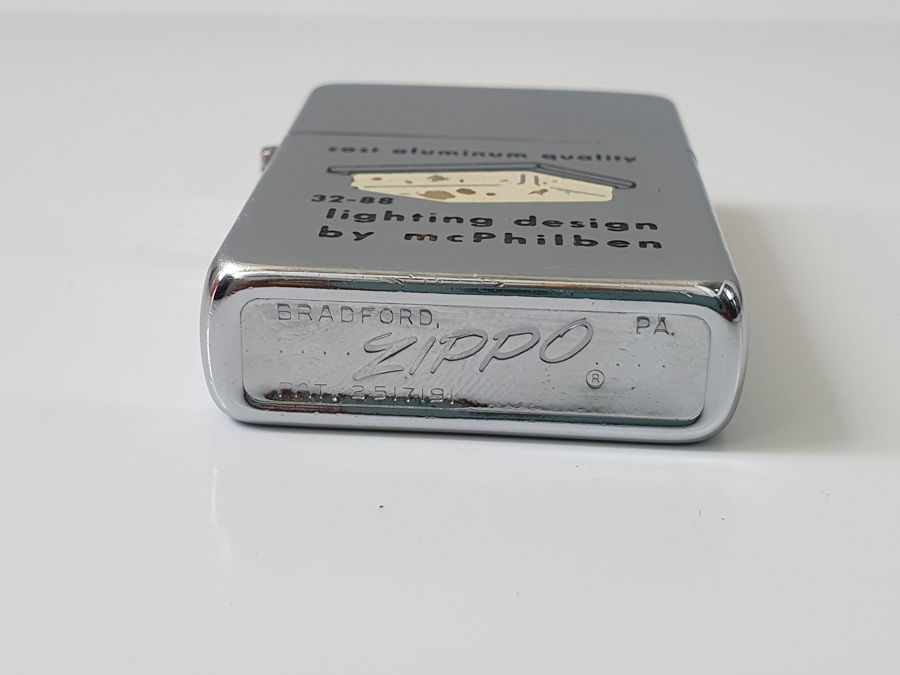 cast aluminum quality
32-88
lighting design
by mcPhilben
BRADFORD, PA.
ZIPPO ®
PAT. 2517191